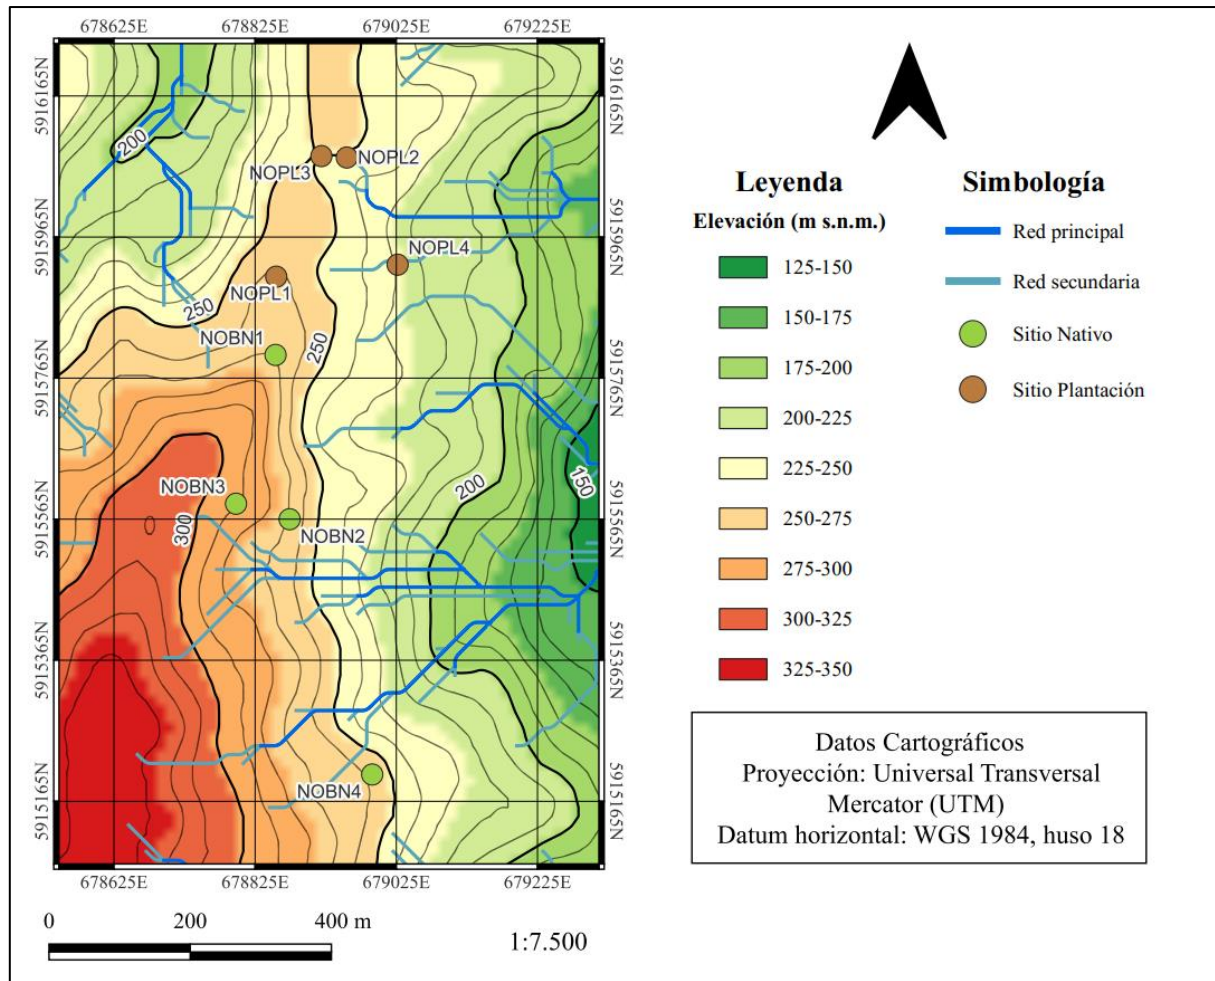 678625E
678825E
679025E
679225E
5916165N
5916165N
200
NOPL3
NOPL2
5915965N
5915965N
NOPL4
NOPL1
250
NOBN1
250
5915765N
5915765N
NOBN3
200
150
5915565N
5915565N
300
NOBN2
5915365N
5915365N
NOBN4
5915165N
5915165N
678625E
678825E
679025E
679225E
0
200
400 m
1:7.500
Leyenda
Elevación (m s.n.m.)
125-150
150-175
175-200
200-225
225-250
250-275
275-300
300-325
325-350
Simbología
Red principal
Red secundaria
Sitio Nativo
Sitio Plantación
Datos Cartográficos
Proyección: Universal Transversal
Mercator (UTM)
Datum horizontal: WGS 1984, huso 18